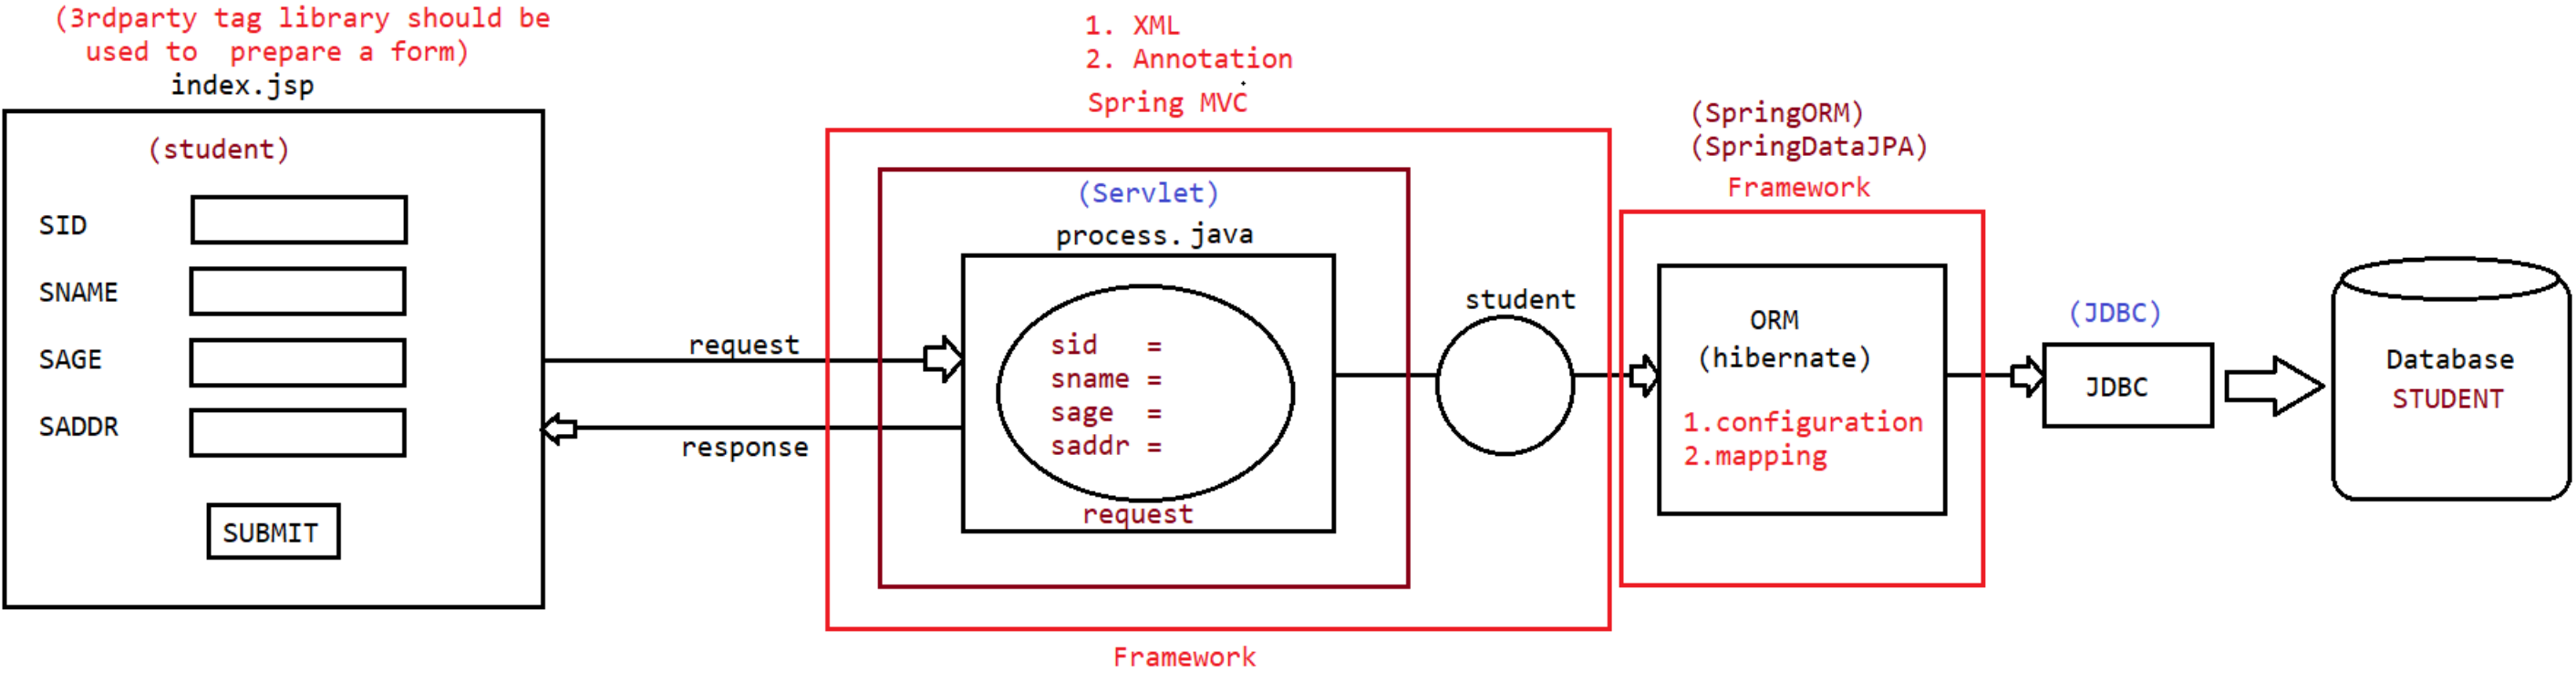 (3rdparty tag library should be
used to prepare a form)
index.jsp
(student)
SID
SNAME
SAGE
SADDR
SUBMIT
request
response
1. XML
2. Annotation
Spring MVC
(Servlet)
process.java
sid =
sname =
sage =
saddr =
request
Framework
student
(SpringORM)
(SpringDataJPA)
Framework
ORM
(hibernate)
1.configuration
2.mapping
(JDBC)
JDBC
Database
STUDENT